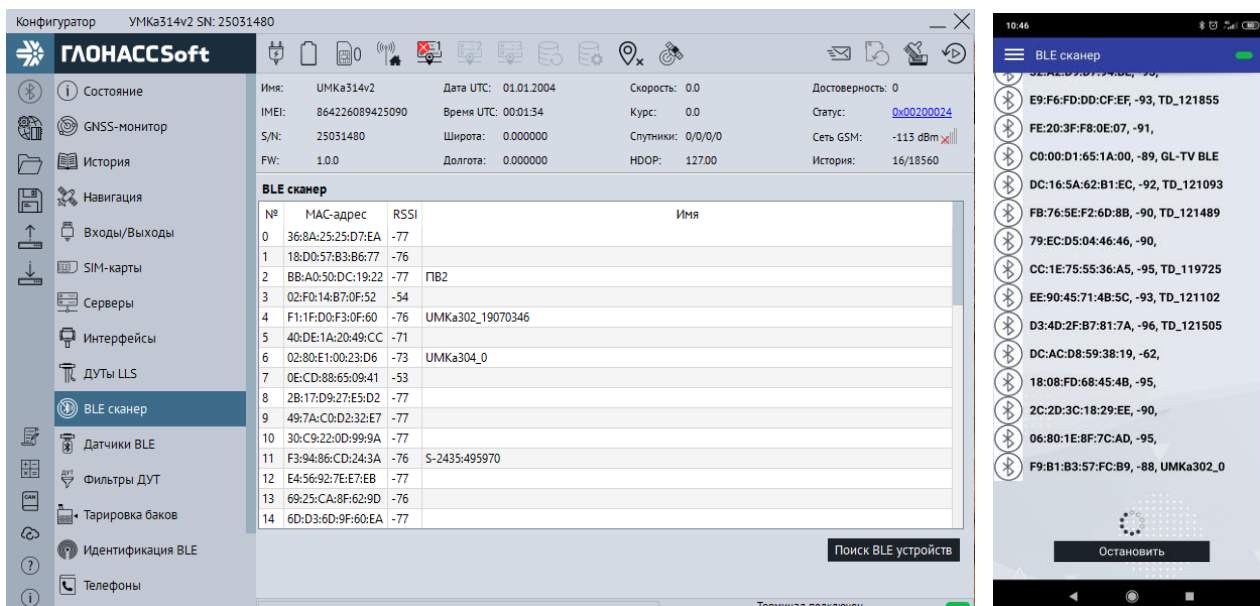 Конфигуратор УМКа314v2 SN: 25031480
ГЛОНАССSoft
0
Состояние
GNSS-монитор
История
Навигация
Входы/Выходы
SIM-карты
Серверы
Интерфейсы
ДУТы LLS
BLE сканер
Датчики BLE
Фильтры ДУТ
Тарировка баков
Идентификация BLE
Телефоны
Имя: УМКа314v2 Дата UTC: 01.01.2004 Скорость: 0.0 Достоверность: 0
IMEI: 864226089425090 Время UTC: 00:01:34 Курс: 0.0 Статус: 0x00200024
S/N: 25031480 Широта: 0.000000 Спутники: 0/0/0/0 Сеть GSM: -113 dBm
FW: 1.0.0 Долгота: 0.000000 HDOP: 127.00 История: 16/18560
BLE сканер
№ MAC-адрес RSSI Имя
0 36:8A:25:25:D7:EA -77
1 18:D0:57:B3:B6:77 -76
2 BB:A0:50:DC:19:22 -77 ПВ2
3 02:F0:14:B7:0F:52 -54
4 F1:1F:D0:F3:0F:60 -76 UMKa302_19070346
5 40:DE:1A:20:49:CC -71
6 02:80:E1:00:23:D6 -73 UMKa304_0
7 0E:CD:88:65:09:41 -53
8 2B:17:D9:27:E5:D2 -77
9 49:7A:C0:D2:32:E7 -77
10 30:C9:22:0D:99:9A -77
11 F3:94:86:CD:24:3A -76 S-2435:495970
12 E4:56:92:7E:E7:EB -77
13 69:25:CA:8F:62:9D -76
14 6D:D3:6D:9F:60:EA -77
Поиск BLE устройств
Терминал подключен
10:46
BLE сканер
E9:F6:FD:DD:CF:EF, -93, TD_121855
FE:20:3F:F8:0E:07, -91,
C0:00:D1:65:1A:00, -89, GL-TV BLE
DC:16:5A:62:B1:EC, -92, TD_121093
FB:76:5E:F2:6D:8B, -90, TD_121489
79:EC:D5:04:46:46, -90,
CC:1E:75:55:36:A5, -95, TD_119725
EE:90:45:71:4B:5C, -93, TD_121102
D3:4D:2F:B7:81:7A, -96, TD_121505
DC:AC:D8:59:38:19, -62,
18:08:FD:68:45:4B, -95,
2C:2D:3C:18:29:EE, -90,
06:80:1E:8F:7C:AD, -95,
F9:B1:B3:57:FC:B9, -88, UMKa302_0
Остановить